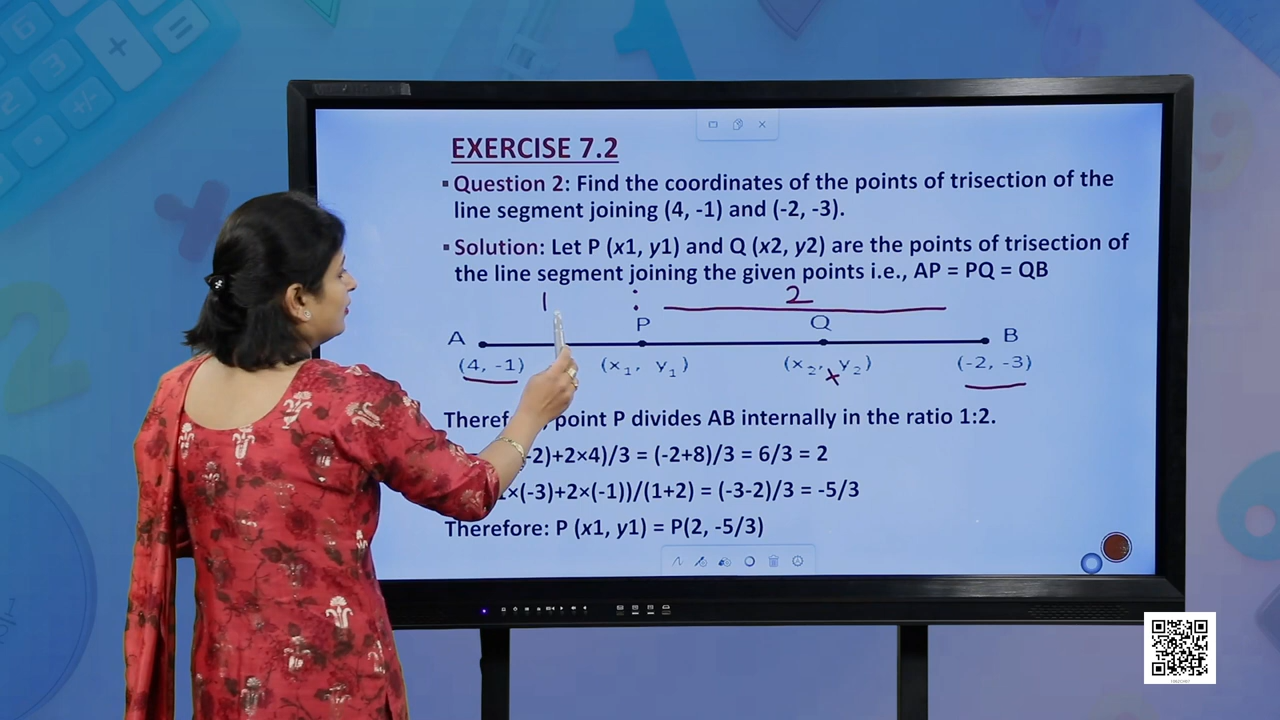 EXERCISE 7.2
Question 2: Find the coordinates of the points of trisection of the
line segment joining (4, -1) and (-2, -3).
Solution: Let P (x1, y1) and Q (x2, y2) are the points of trisection of
the line segment joining the given points i.e., AP = PQ = QB
1 2
A P Q B
(4, -1) (x₁, y₁) (x₂, y₂) (-2, -3)
point P divides AB internally in the ratio 1:2.
-2)+2×4)/3 = (-2+8)/3 = 6/3 = 2
×(-3)+2×(-1))/(1+2) = (-3-2)/3 = -5/3
Therefore: P (x1, y1) = P(2, -5/3)